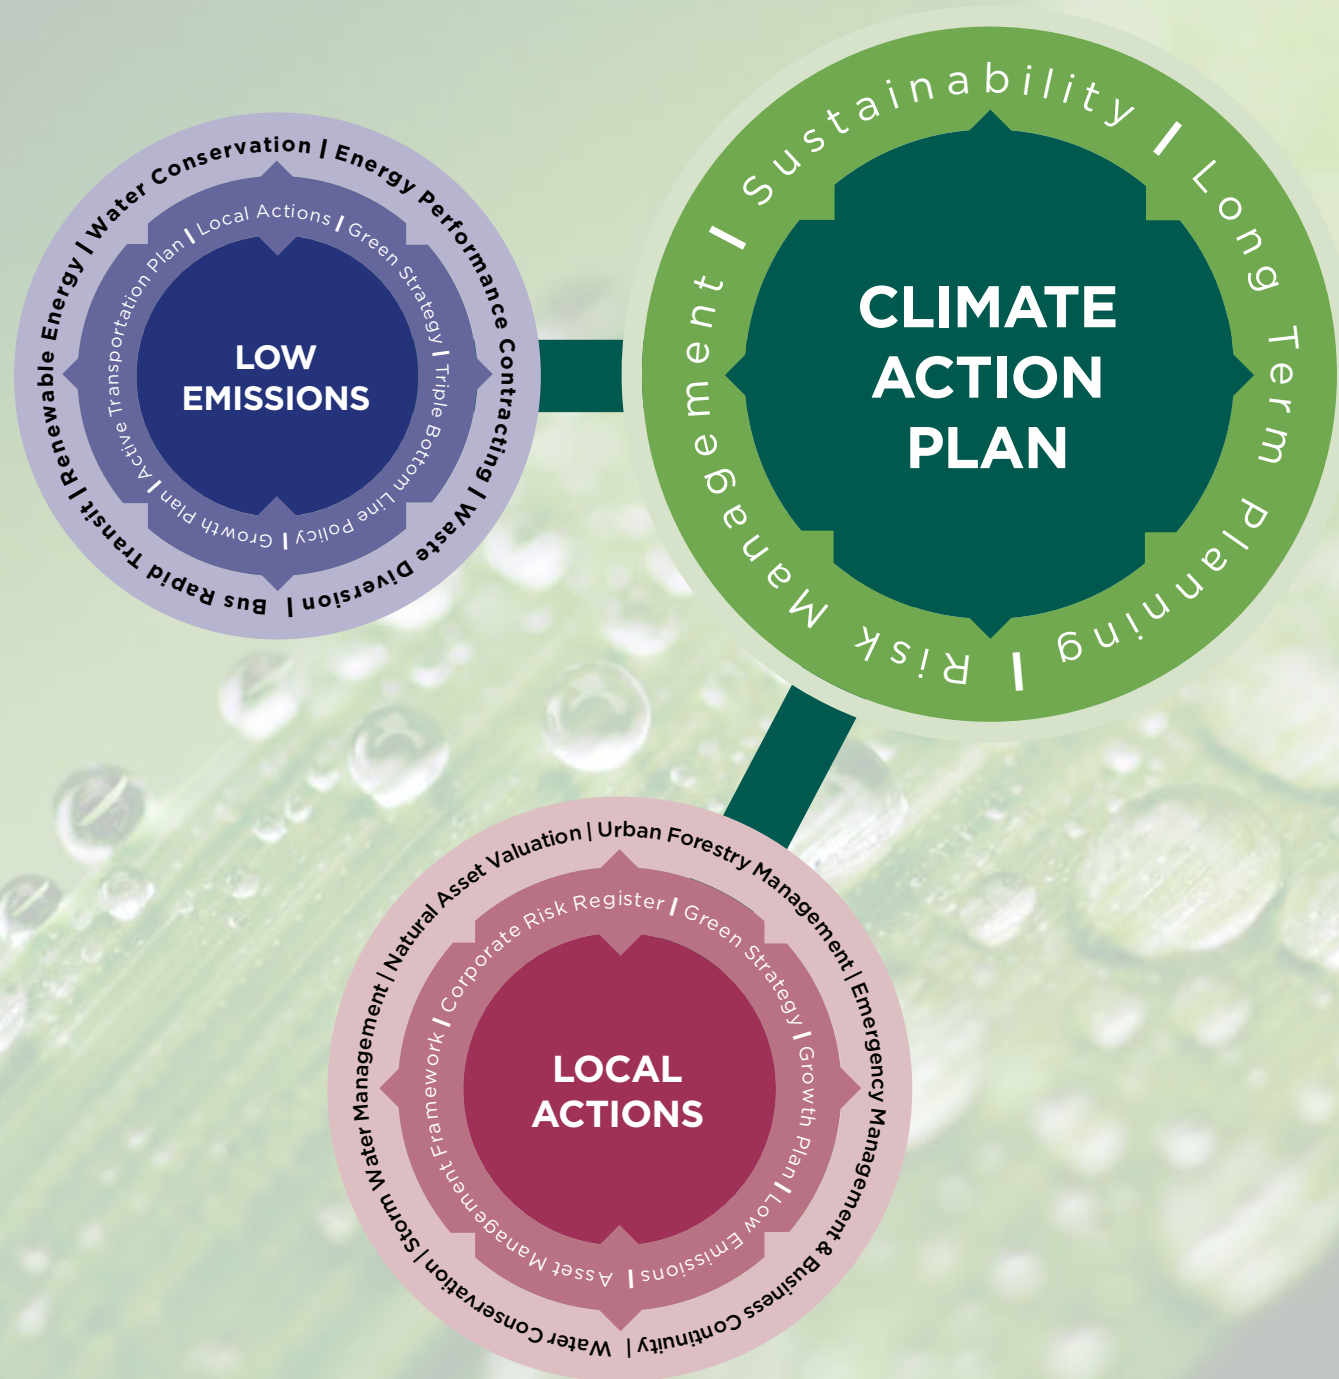 Sustainability | Long Term Planning | Risk Management |
CLIMATE
ACTION
PLAN
Water Conservation | Energy Performance Contracting | Waste Diversion | Bus Rapid Transit | Renewable Energy |
Local Actions | Green Strategy | Triple Bottom Line Policy | Growth Plan | Active Transportation Plan |
LOW
EMISSIONS
Natural Asset Valuation | Urban Forestry Management | Emergency Management & Business Continuity | Water Conservation | Storm Water Management |
Corporate Risk Register | Green Strategy | Growth Plan | Low Emissions | Asset Management Framework |
LOCAL
ACTIONS